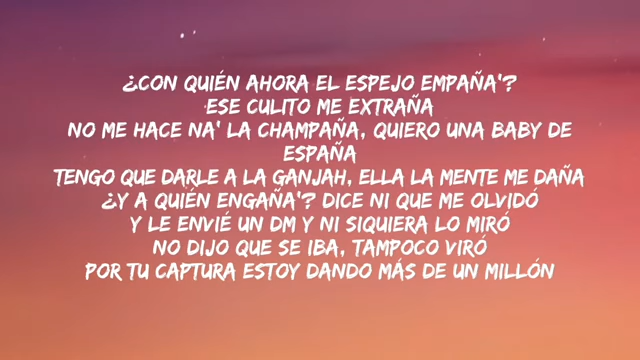 ¿CON QUIÉN AHORA EL ESPEJO EMPAÑA'?
ESE CULITO ME EXTRAÑA
NO ME HACE NA' LA CHAMPAÑA, QUIERO UNA BABY DE
ESPAÑA
TENGO QUE DARLE A LA GANJAH, ELLA LA MENTE ME DAÑA
¿Y A QUIÉN ENGAÑA'? DICE NI QUE ME OLVIDÓ
Y LE ENVIÉ UN DM Y NI SIQUIERA LO MIRÓ
NO DIJO QUE SE IBA, TAMPOCO VIRÓ
POR TU CAPTURA ESTOY DANDO MÁS DE UN MILLÓN